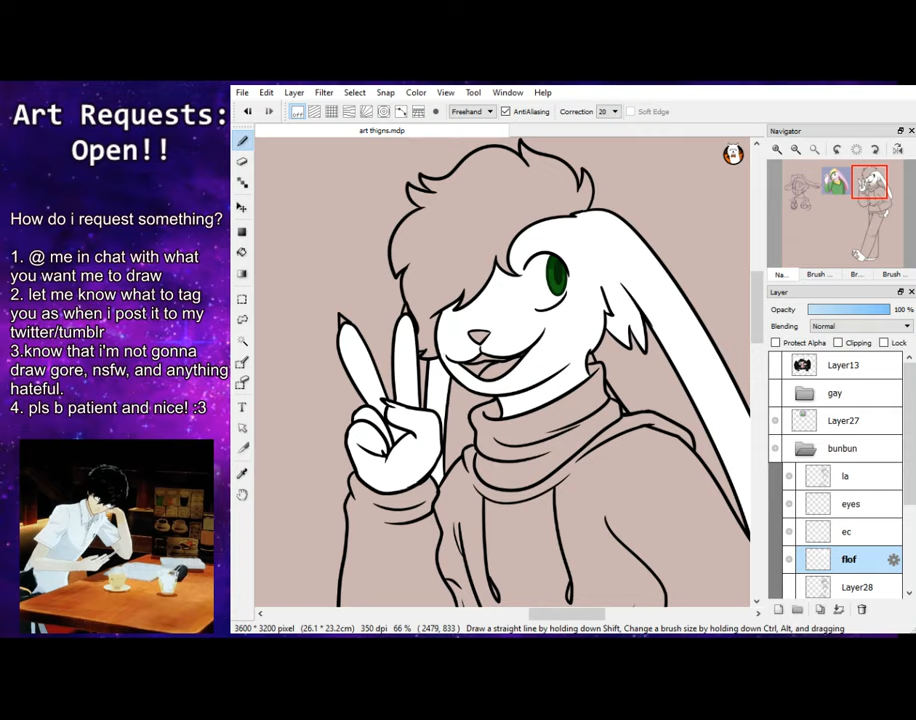 Art Requests:
Open!!
How do i request something?
1. @ me in chat with what
you want me to draw
2. let me know what to tag
you as when i post it to my
twitter/tumblr
3.know that i'm not gonna
draw gore, nsfw, and anything
hateful.
4. pls b patient and nice! :3
File Edit Layer Filter Select Snap Color View Tool Window Help
OFF Freehand AntiAliasing Correction 20 Soft Edge
art thigns.mdp
Navigator
Na... Brush ... Br... Brush ...
Layer
Opacity 100 %
Blending Normal
Protect Alpha Clipping Lock
Layer13
gay
Layer27
bunbun
la
eyes
ec
flof
Layer28
3600 * 3200 pixel (26.1 * 23.2cm) 350 dpi 66 % ( 2479, 833 ) Draw a straight line by holding down Shift, Change a brush size by holding down Ctrl, Alt, and dragging